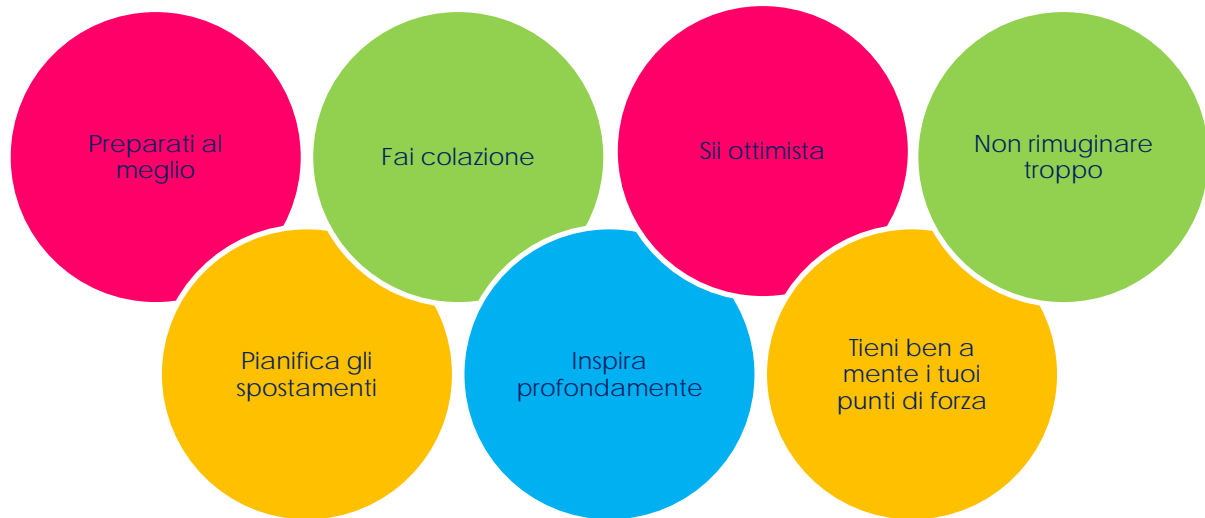 Preparati al
meglio
Fai colazione
Sii ottimista
Non rimuginare
troppo
Pianifica gli
spostamenti
Inspira
profondamente
Tieni ben a
mente i tuoi
punti di forza